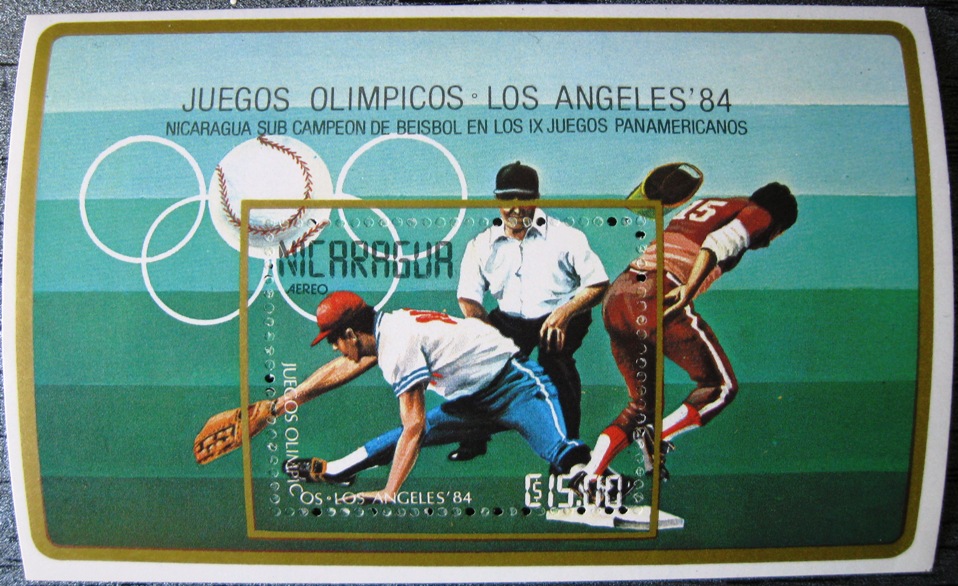 JUEGOS OLIMPICOS · LOS ANGELES'84
NICARAGUA SUB CAMPEON DE BEISBOL EN LOS IX JUEGOS PANAMERICANOS
15
NICARAGUA
AEREO
JUEGOS OLIMPICOS · LOS ANGELES'84
C$15.00